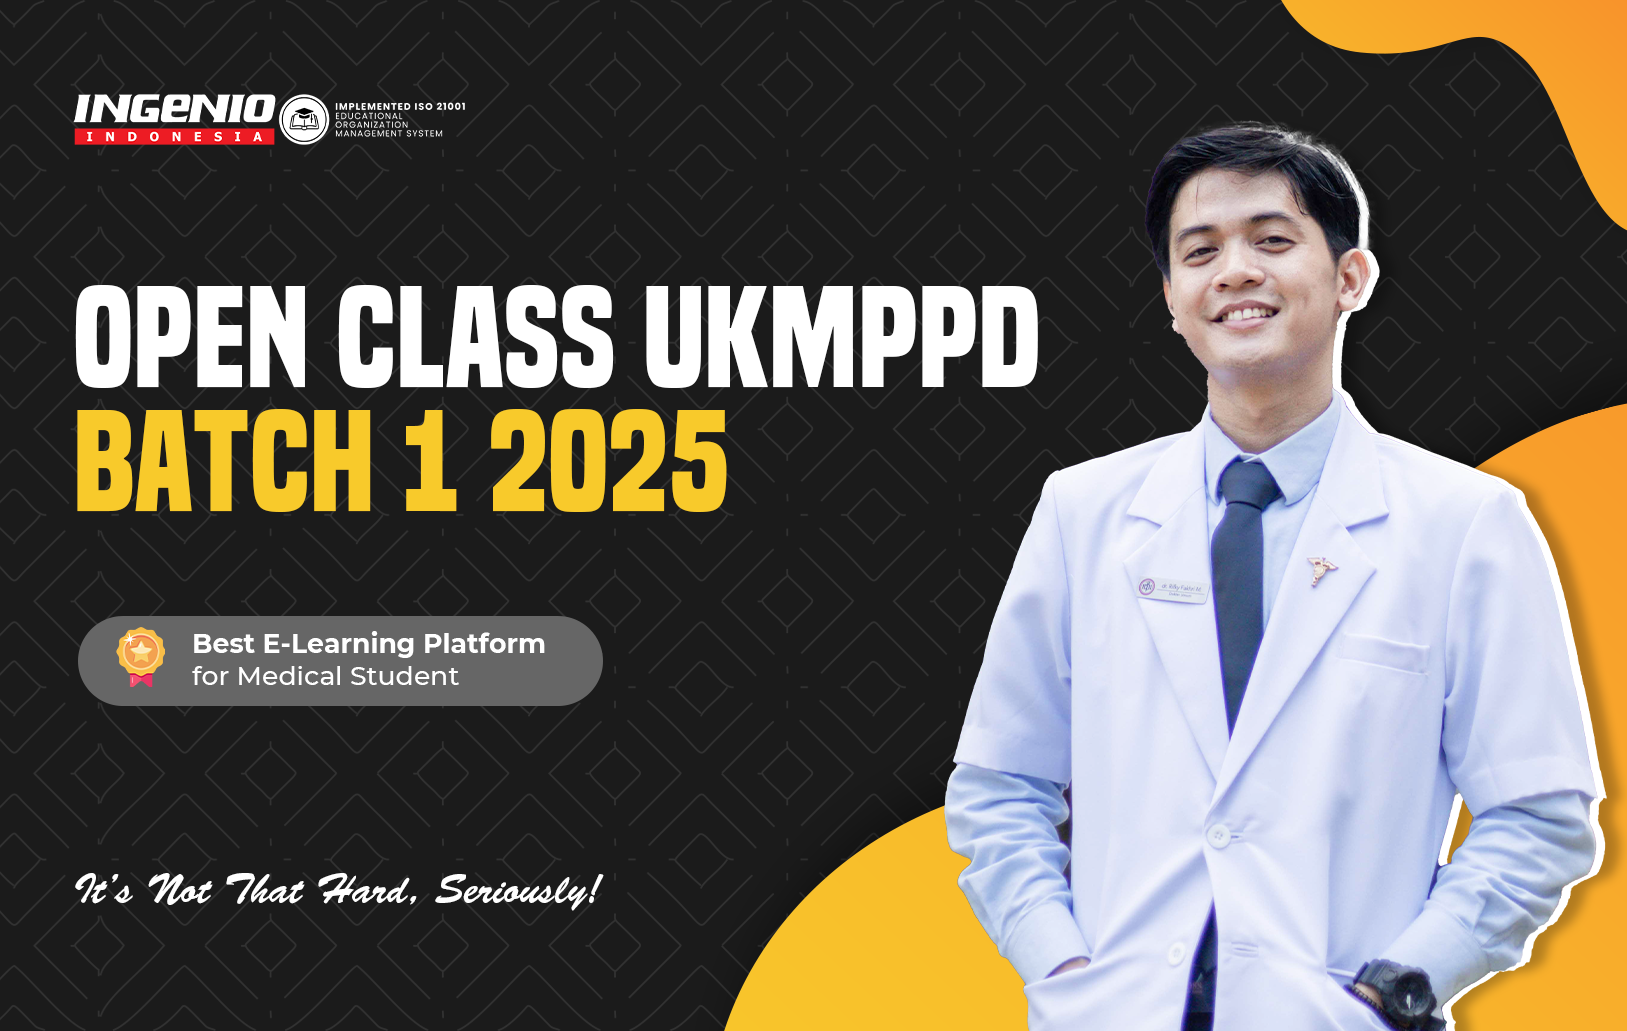 INGENIO
INDONESIA
IMPLEMENTED ISO 21001
EDUCATIONAL
ORGANIZATION
MANAGEMENT SYSTEM
OPEN CLASS UKMPPD
BATCH 1 2025
Best E-Learning Platform
for Medical Student
It's Not That Hard, Seriously!